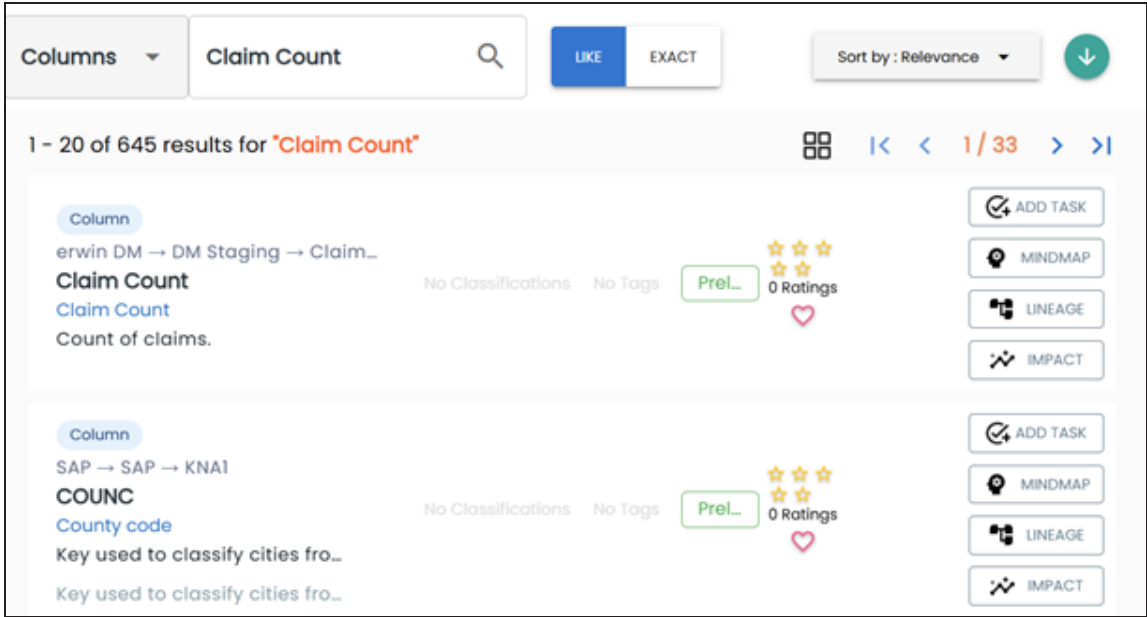 Columns Claim Count LIKE EXACT Sort by : Relevance
1 - 20 of 645 results for "Claim Count" 1 / 33
Column
erwin DM → DM Staging → Claim...
Claim Count
Claim Count
Count of claims.
No Classifications No Tags Prel... 0 Ratings
ADD TASK
MINDMAP
LINEAGE
IMPACT
Column
SAP → SAP → KNA1
COUNC
County code
Key used to classify cities fro...
Key used to classify cities fro...
No Classifications No Tags Prel... 0 Ratings
ADD TASK
MINDMAP
LINEAGE
IMPACT